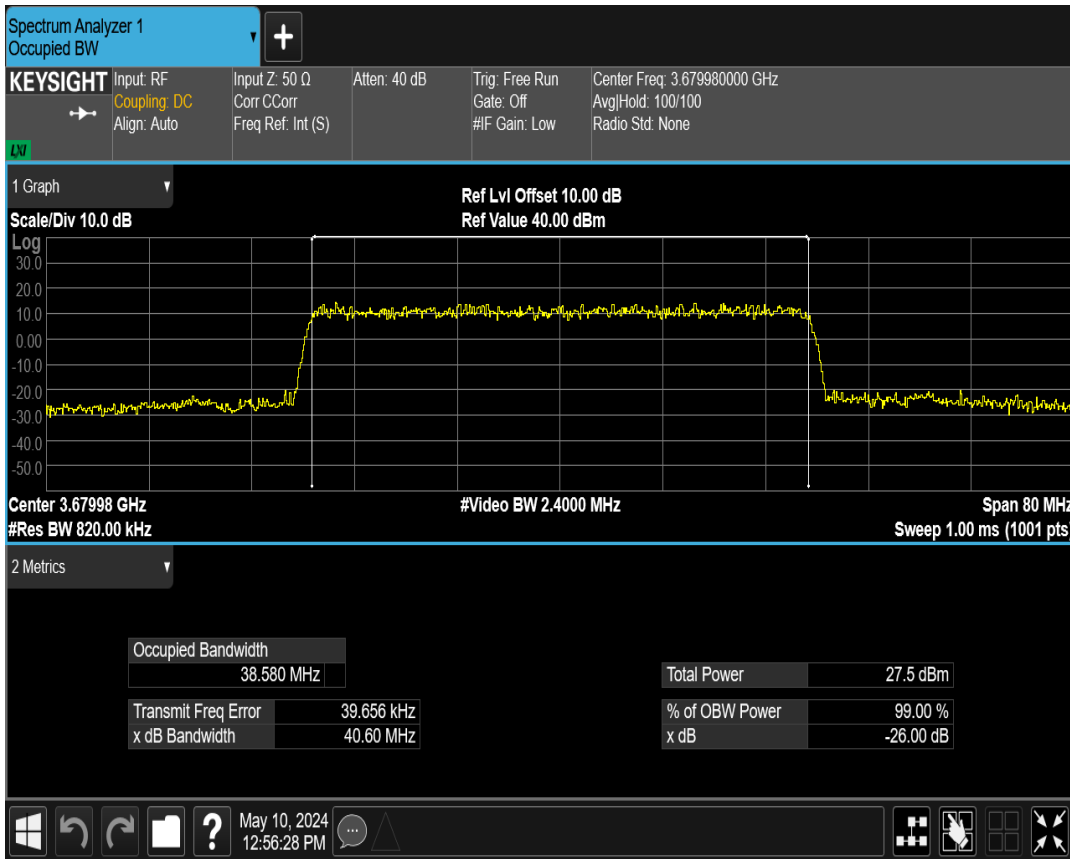 Spectrum Analyzer 1
Occupied BW
KEYSIGHT
Input: RF
Coupling: DC
Align: Auto
Input Z: 50 Ω
Corr CCorr
Freq Ref: Int (S)
Atten: 40 dB
Trig: Free Run
Gate: Off
#IF Gain: Low
Center Freq: 3.679980000 GHz
Avg|Hold: 100/100
Radio Std: None
LXI
1 Graph
Scale/Div 10.0 dB
Ref Lvl Offset 10.00 dB
Ref Value 40.00 dBm
Log
30.0
20.0
10.0
0.00
-10.0
-20.0
-30.0
-40.0
-50.0
Center 3.67998 GHz
#Video BW 2.4000 MHz
Span 80 MHz
#Res BW 820.00 kHz
Sweep 1.00 ms (1001 pts)
2 Metrics
Occupied Bandwidth
38.580 MHz
Transmit Freq Error 39.656 kHz
x dB Bandwidth 40.60 MHz
Total Power 27.5 dBm
% of OBW Power 99.00 %
x dB -26.00 dB
?
May 10, 2024
12:56:28 PM